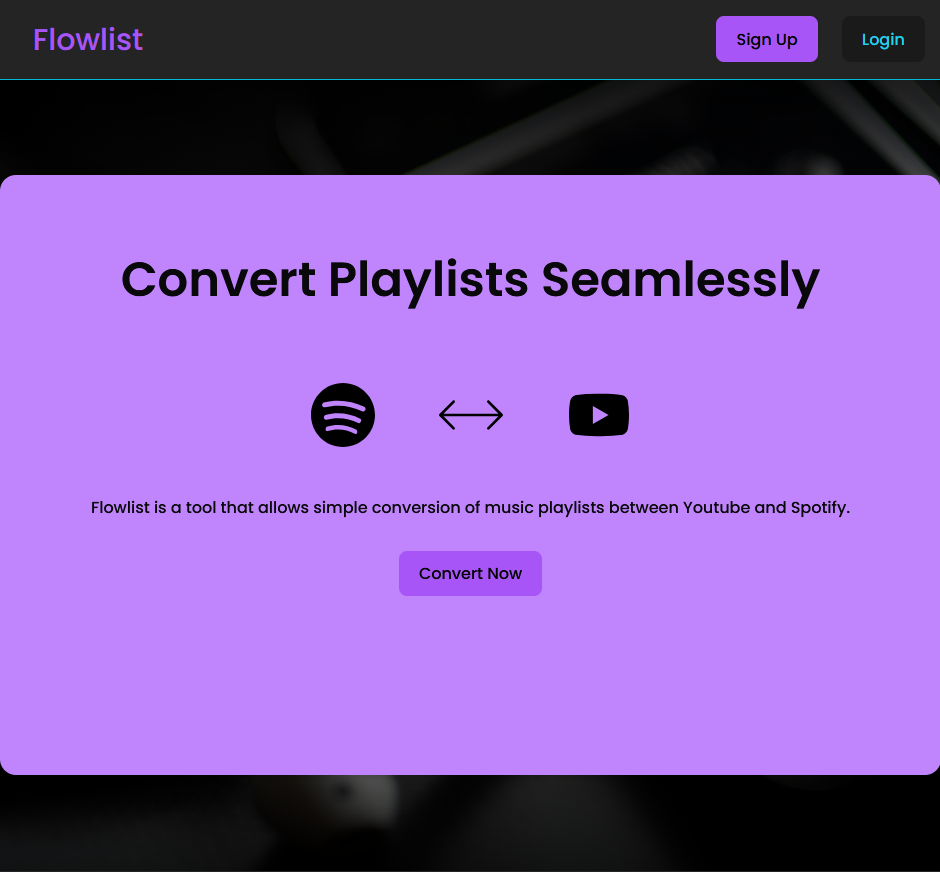 Flowlist
Sign Up
Login
Convert Playlists Seamlessly
Flowlist is a tool that allows simple conversion of music playlists between Youtube and Spotify.
Convert Now